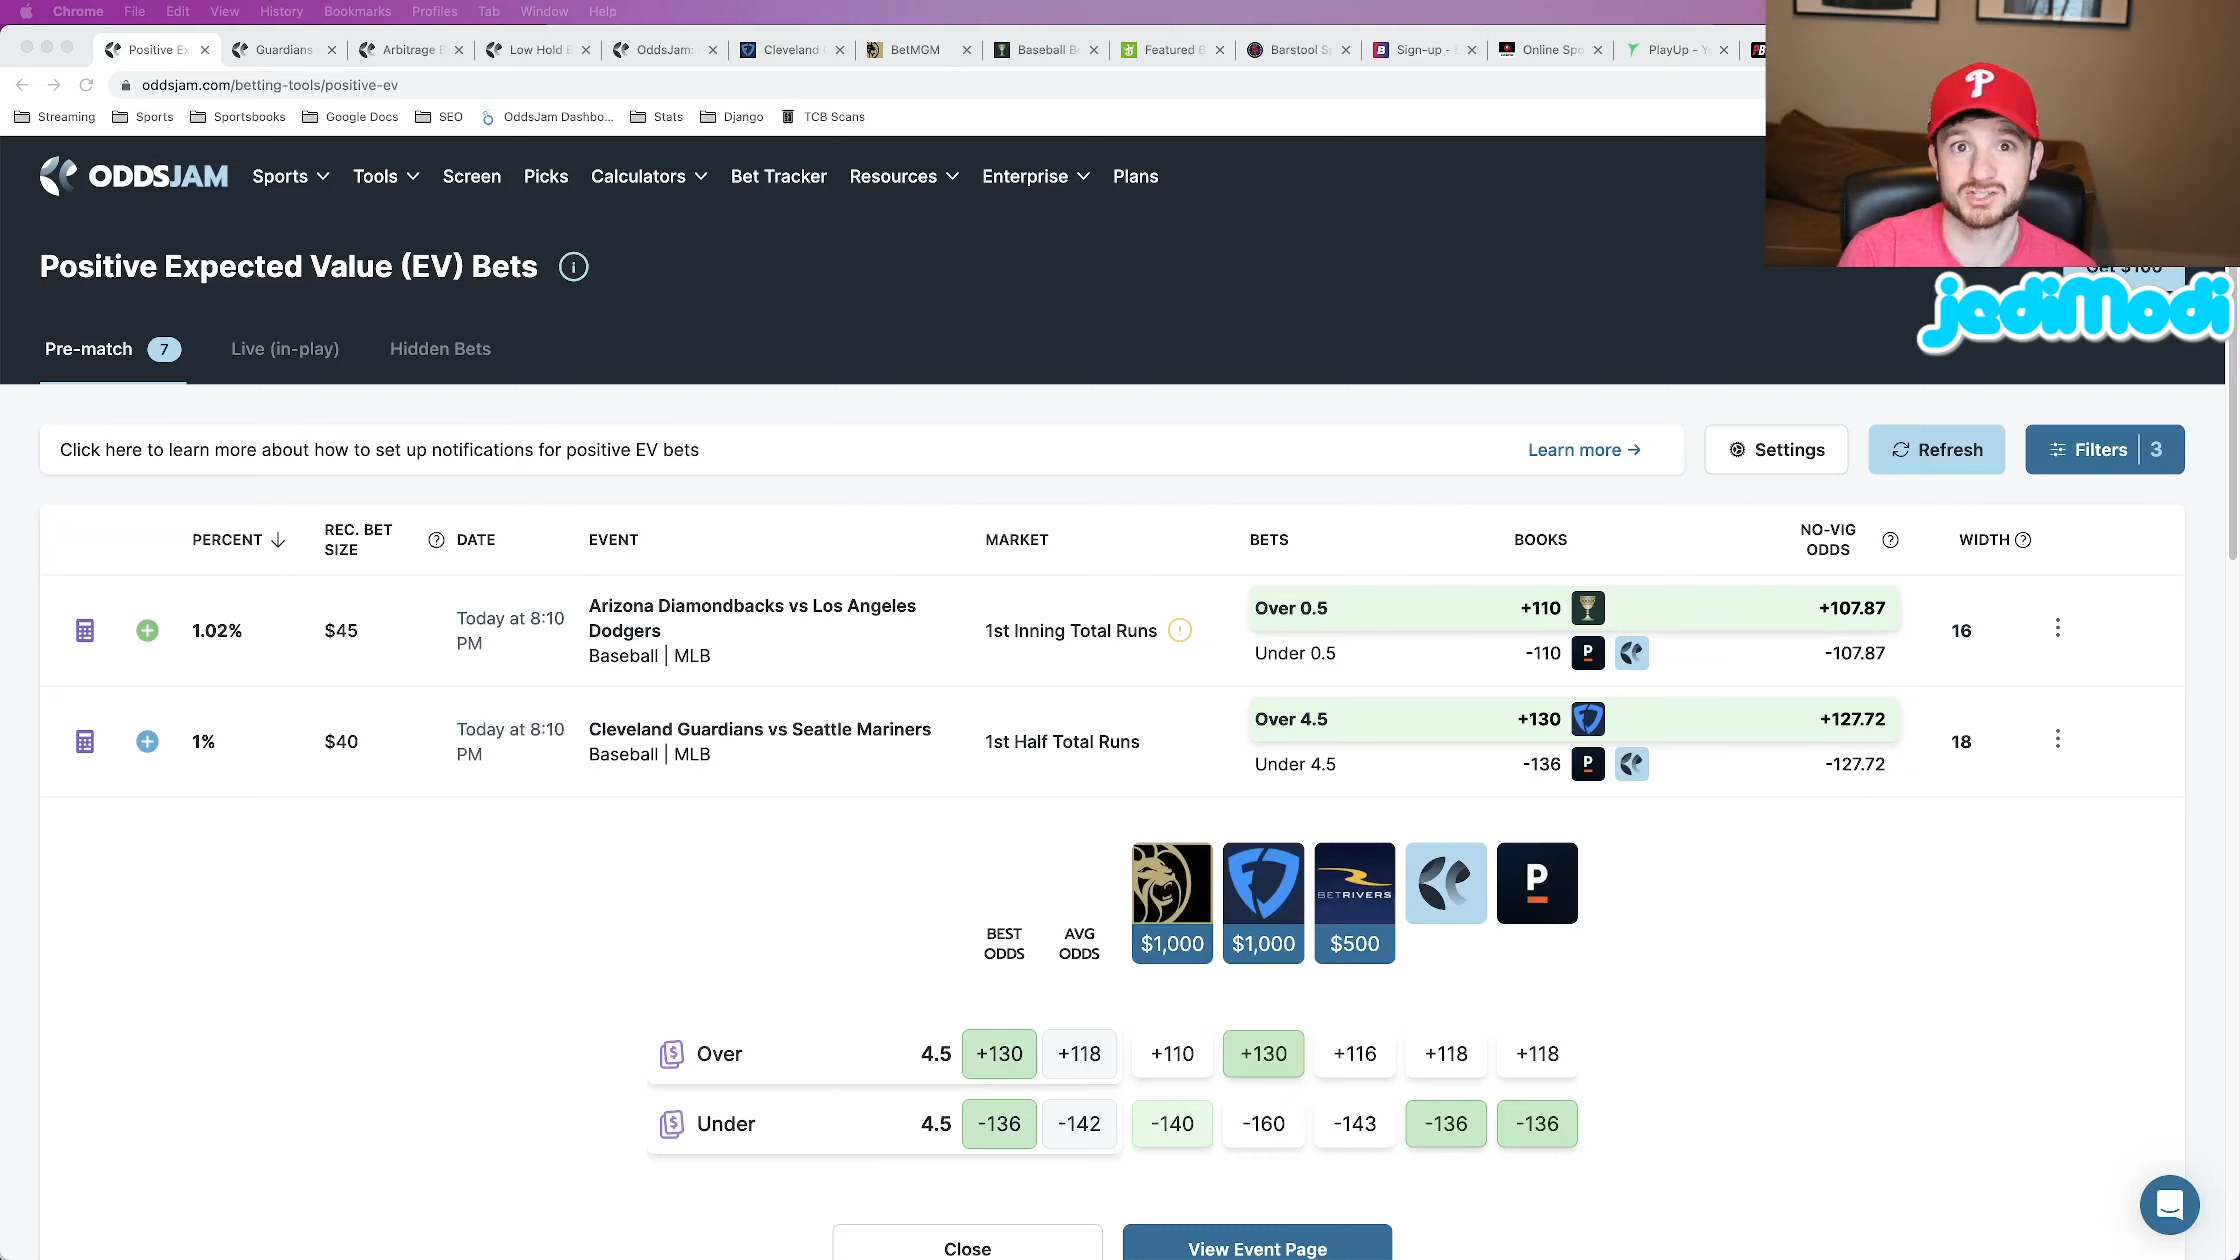 Chrome File Edit View History Bookmarks Profiles Tab Window Help
Positive Ex Guardians Arbitrage B Low Hold B OddsJam: Cleveland BetMGM Baseball Be Featured B Barstool Sp Sign-up - Online Spo PlayUp - Y PB
oddsjam.com/betting-tools/positive-ev
Streaming Sports Sportsbooks Google Docs SEO OddsJam Dashbo... Stats Django TCB Scans
P
ODDSJAM Sports Tools Screen Picks Calculators Bet Tracker Resources Enterprise Plans
Positive Expected Value (EV) Bets
Get $100
jediModi
Pre-match 7 Live (in-play) Hidden Bets
Click here to learn more about how to set up notifications for positive EV bets Learn more → Settings Refresh Filters 3
PERCENT ↓ REC. BET SIZE DATE EVENT MARKET BETS BOOKS NO-VIG ODDS WIDTH
1.02% $45 Today at 8:10 PM
Arizona Diamondbacks vs Los Angeles Dodgers
Baseball | MLB
1st Inning Total Runs
Over 0.5 +110 +107.87
Under 0.5 -110 P -107.87
16
1% $40 Today at 8:10 PM
Cleveland Guardians vs Seattle Mariners
Baseball | MLB
1st Half Total Runs
Over 4.5 +130 +127.72
Under 4.5 -136 P -127.72
18
BETRIVERS P
BEST ODDS AVG ODDS $1,000 $1,000 $500
Over 4.5 +130 +118 +110 +130 +116 +118 +118
Under 4.5 -136 -142 -140 -160 -143 -136 -136
Close View Event Page